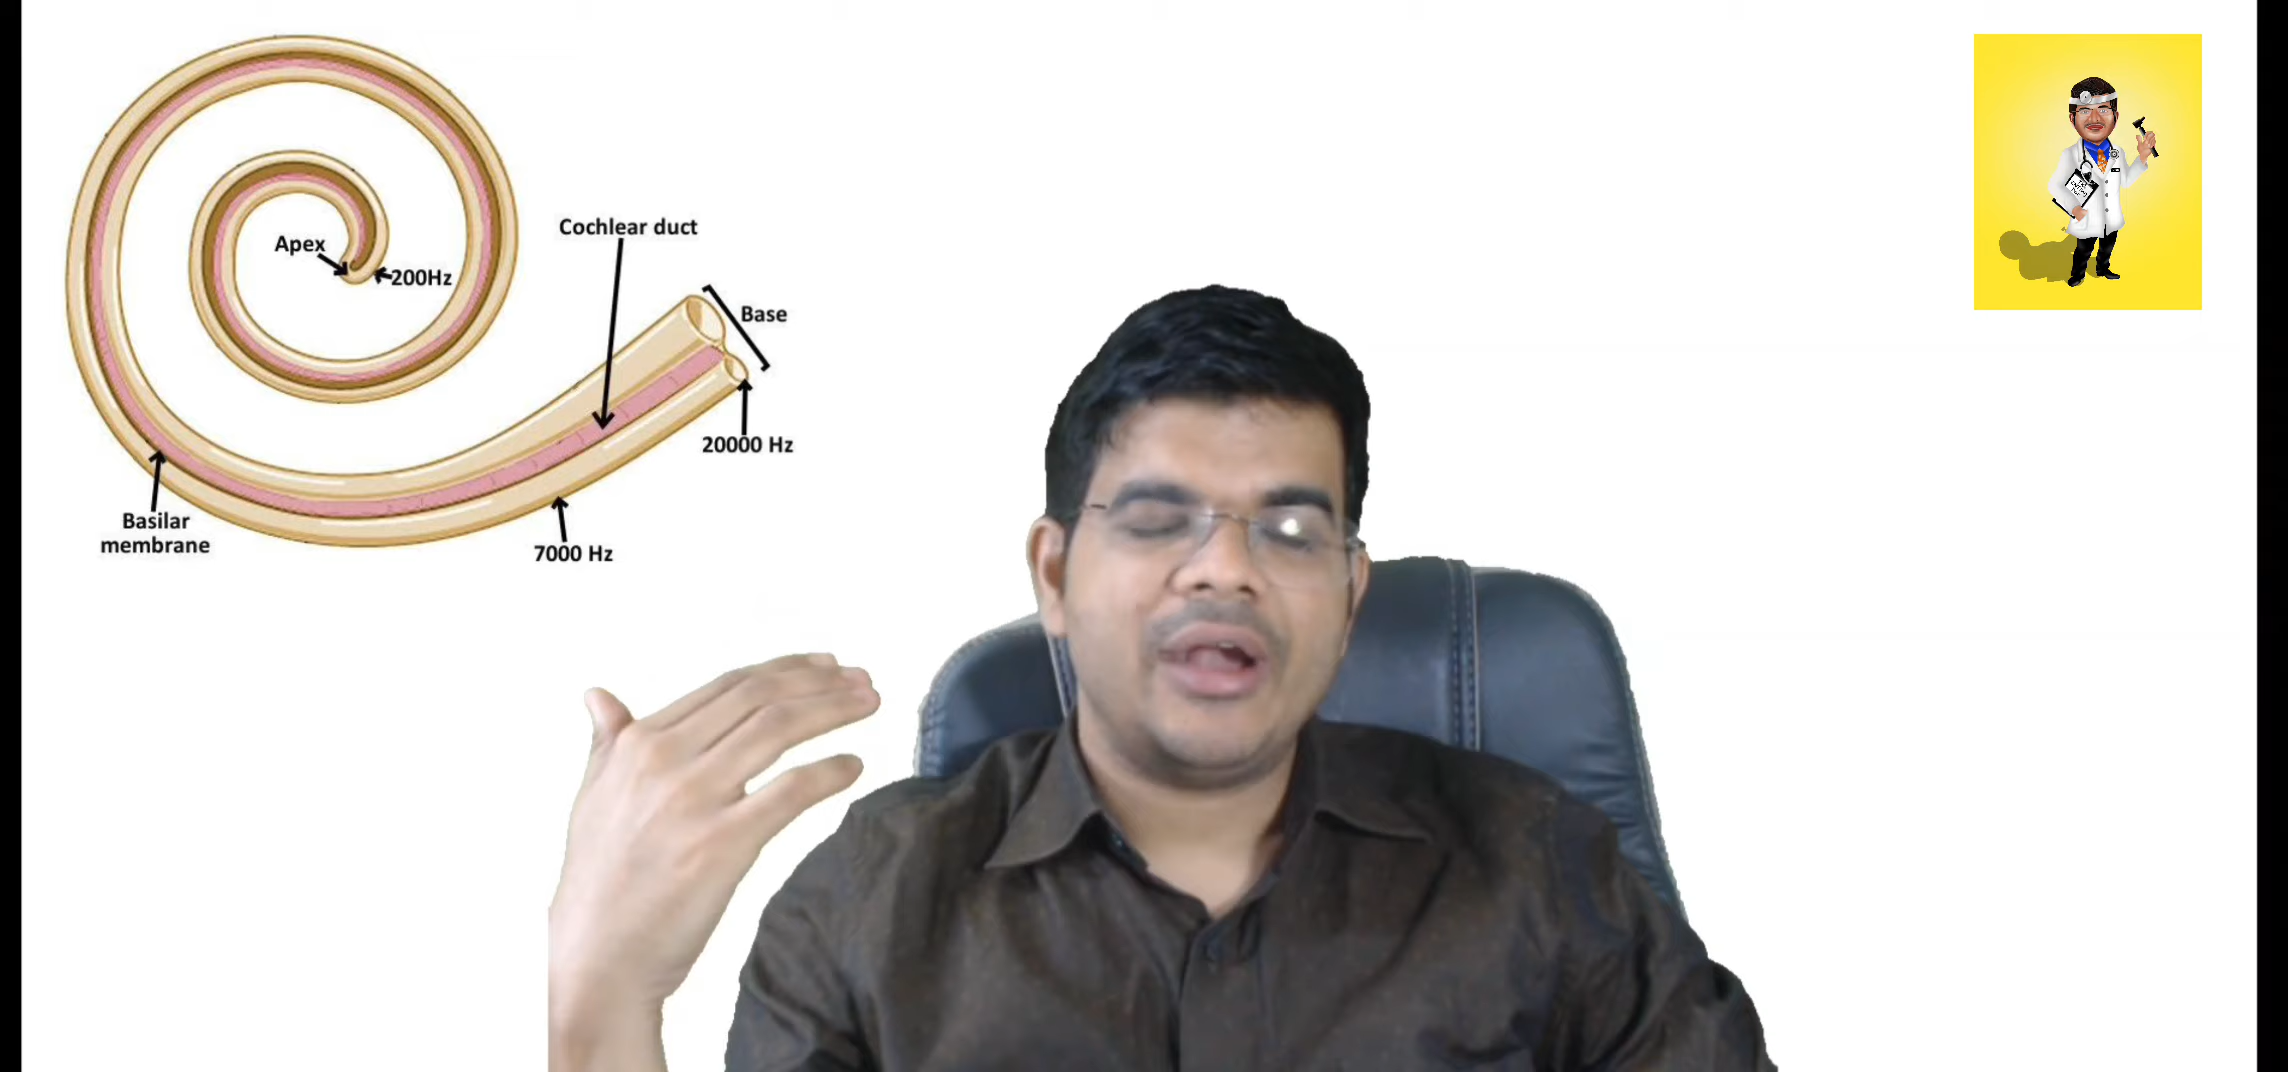 Cochlear duct
Apex
200Hz
Base
20000 Hz
Basilar
membrane
7000 Hz